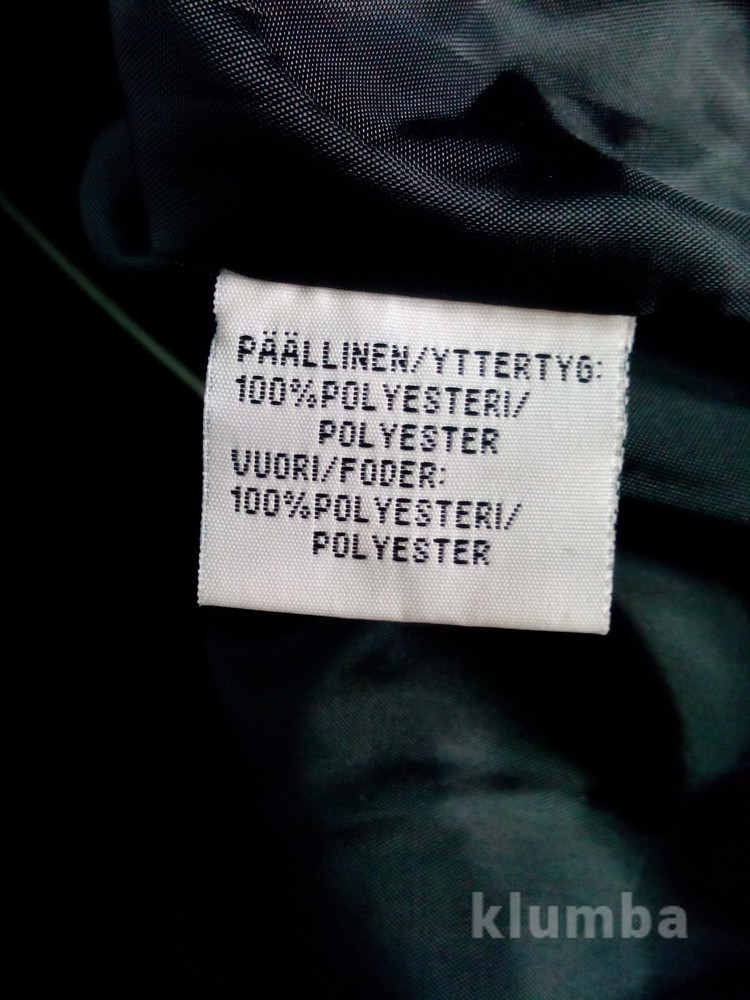 PÄÄLLINEN/YTTERTYG:
100%POLYESTERI/
POLYESTER
VUORI/FODER:
100%POLYESTERI/
POLYESTER
klumba